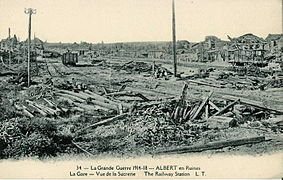 34 - La Grande Guerre 1914-18 - ALBERT en Ruines
La Gare - Vue de la Sucrerie   The Railway Station   L T.